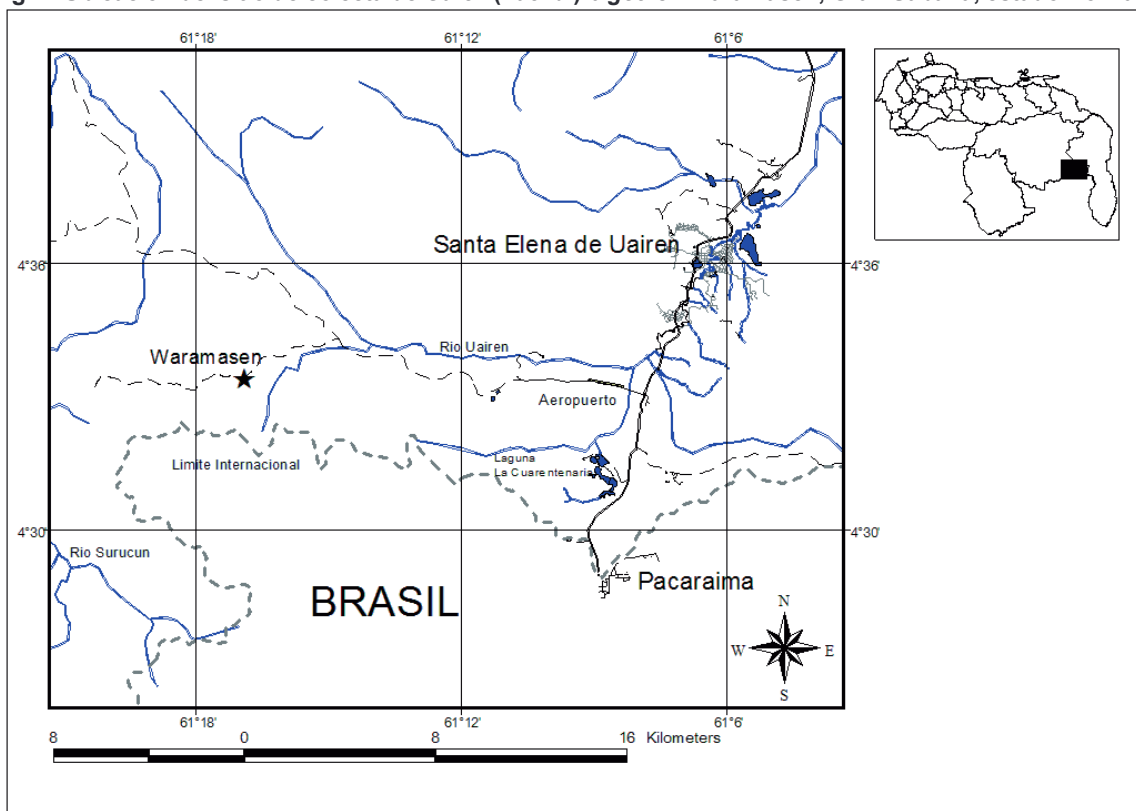 61°18'
61°12'
61°6'
Santa Elena de Uairen
4°36'
4°36'
Rio Uairen
Waramasen
Aeropuerto
Limite Internacional
Laguna
La Cuarentenaria
4°30'
4°30'
Rio Surucun
BRASIL
Pacaraima
N
W
E
S
61°18'
61°12'
61°6'
8
0
8
16 Kilometers